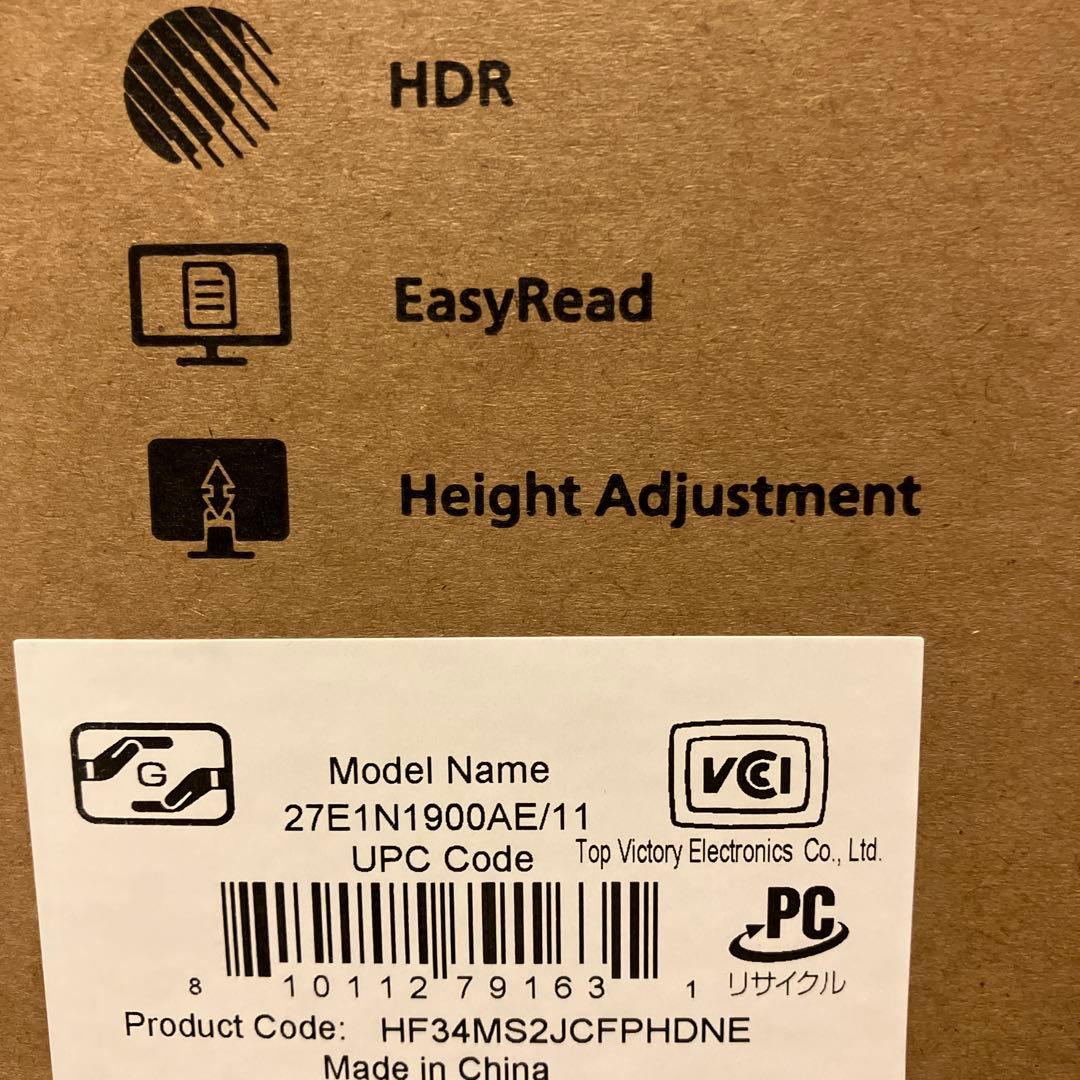 HDR
EasyRead
Height Adjustment
G
VCCI
Model Name
27E1N1900AE/11
UPC Code
Top Victory Electronics Co., Ltd.
PC
リサイクル
8 10112 79163 1
Product Code: HF34MS2JCFPHDNE
Made in China